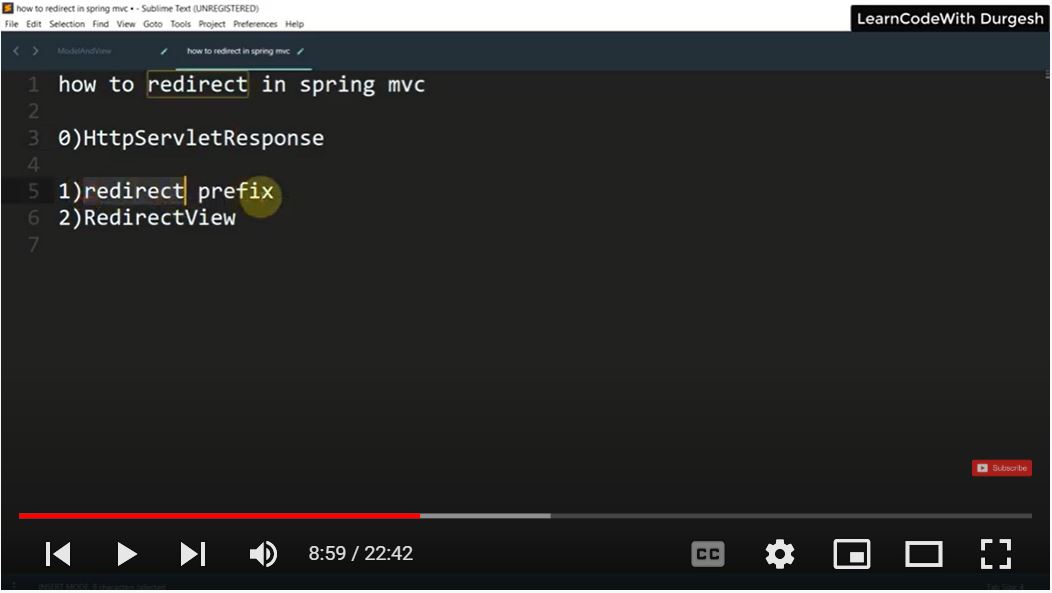 how to redirect in spring mvc • - Sublime Text (UNREGISTERED)
File Edit Selection Find View Goto Tools Project Preferences Help
LearnCodeWith Durgesh
ModelAndView
how to redirect in spring mvc
1 how to redirect in spring mvc
2
3 0)HttpServletResponse
4
5 1)redirect prefix
6 2)RedirectView
7
Subscribe
8:59 / 22:42
CC
1 INSERT MODE, 8 characters selected
Tab Size: 4